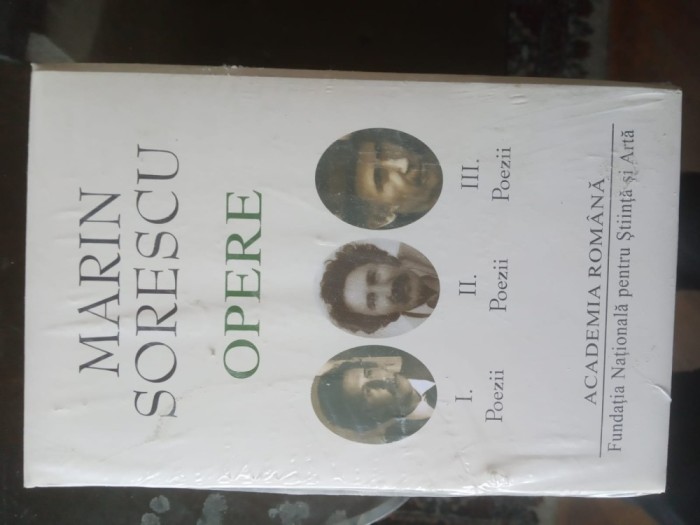 MARIN
SORESCU
OPERE
I.
Poezii
II.
Poezii
III.
Poezii
ACADEMIA ROMÂNĂ
Fundația Națională pentru Știință și Artă